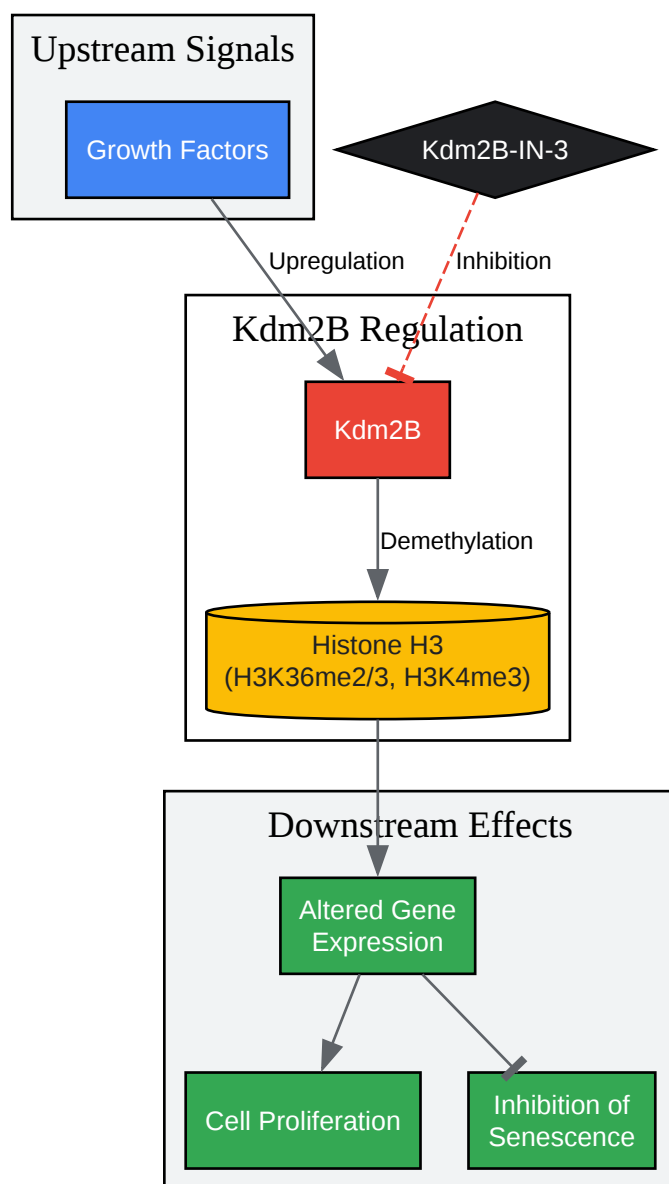 Upstream Signals
Growth Factors
Kdm2B-IN-3
Upregulation
Inhibition
Kdm2B Regulation
Kdm2B
Demethylation
Histone H3
(H3K36me2/3, H3K4me3)
Downstream Effects
Altered Gene
Expression
Cell Proliferation
Inhibition of
Senescence